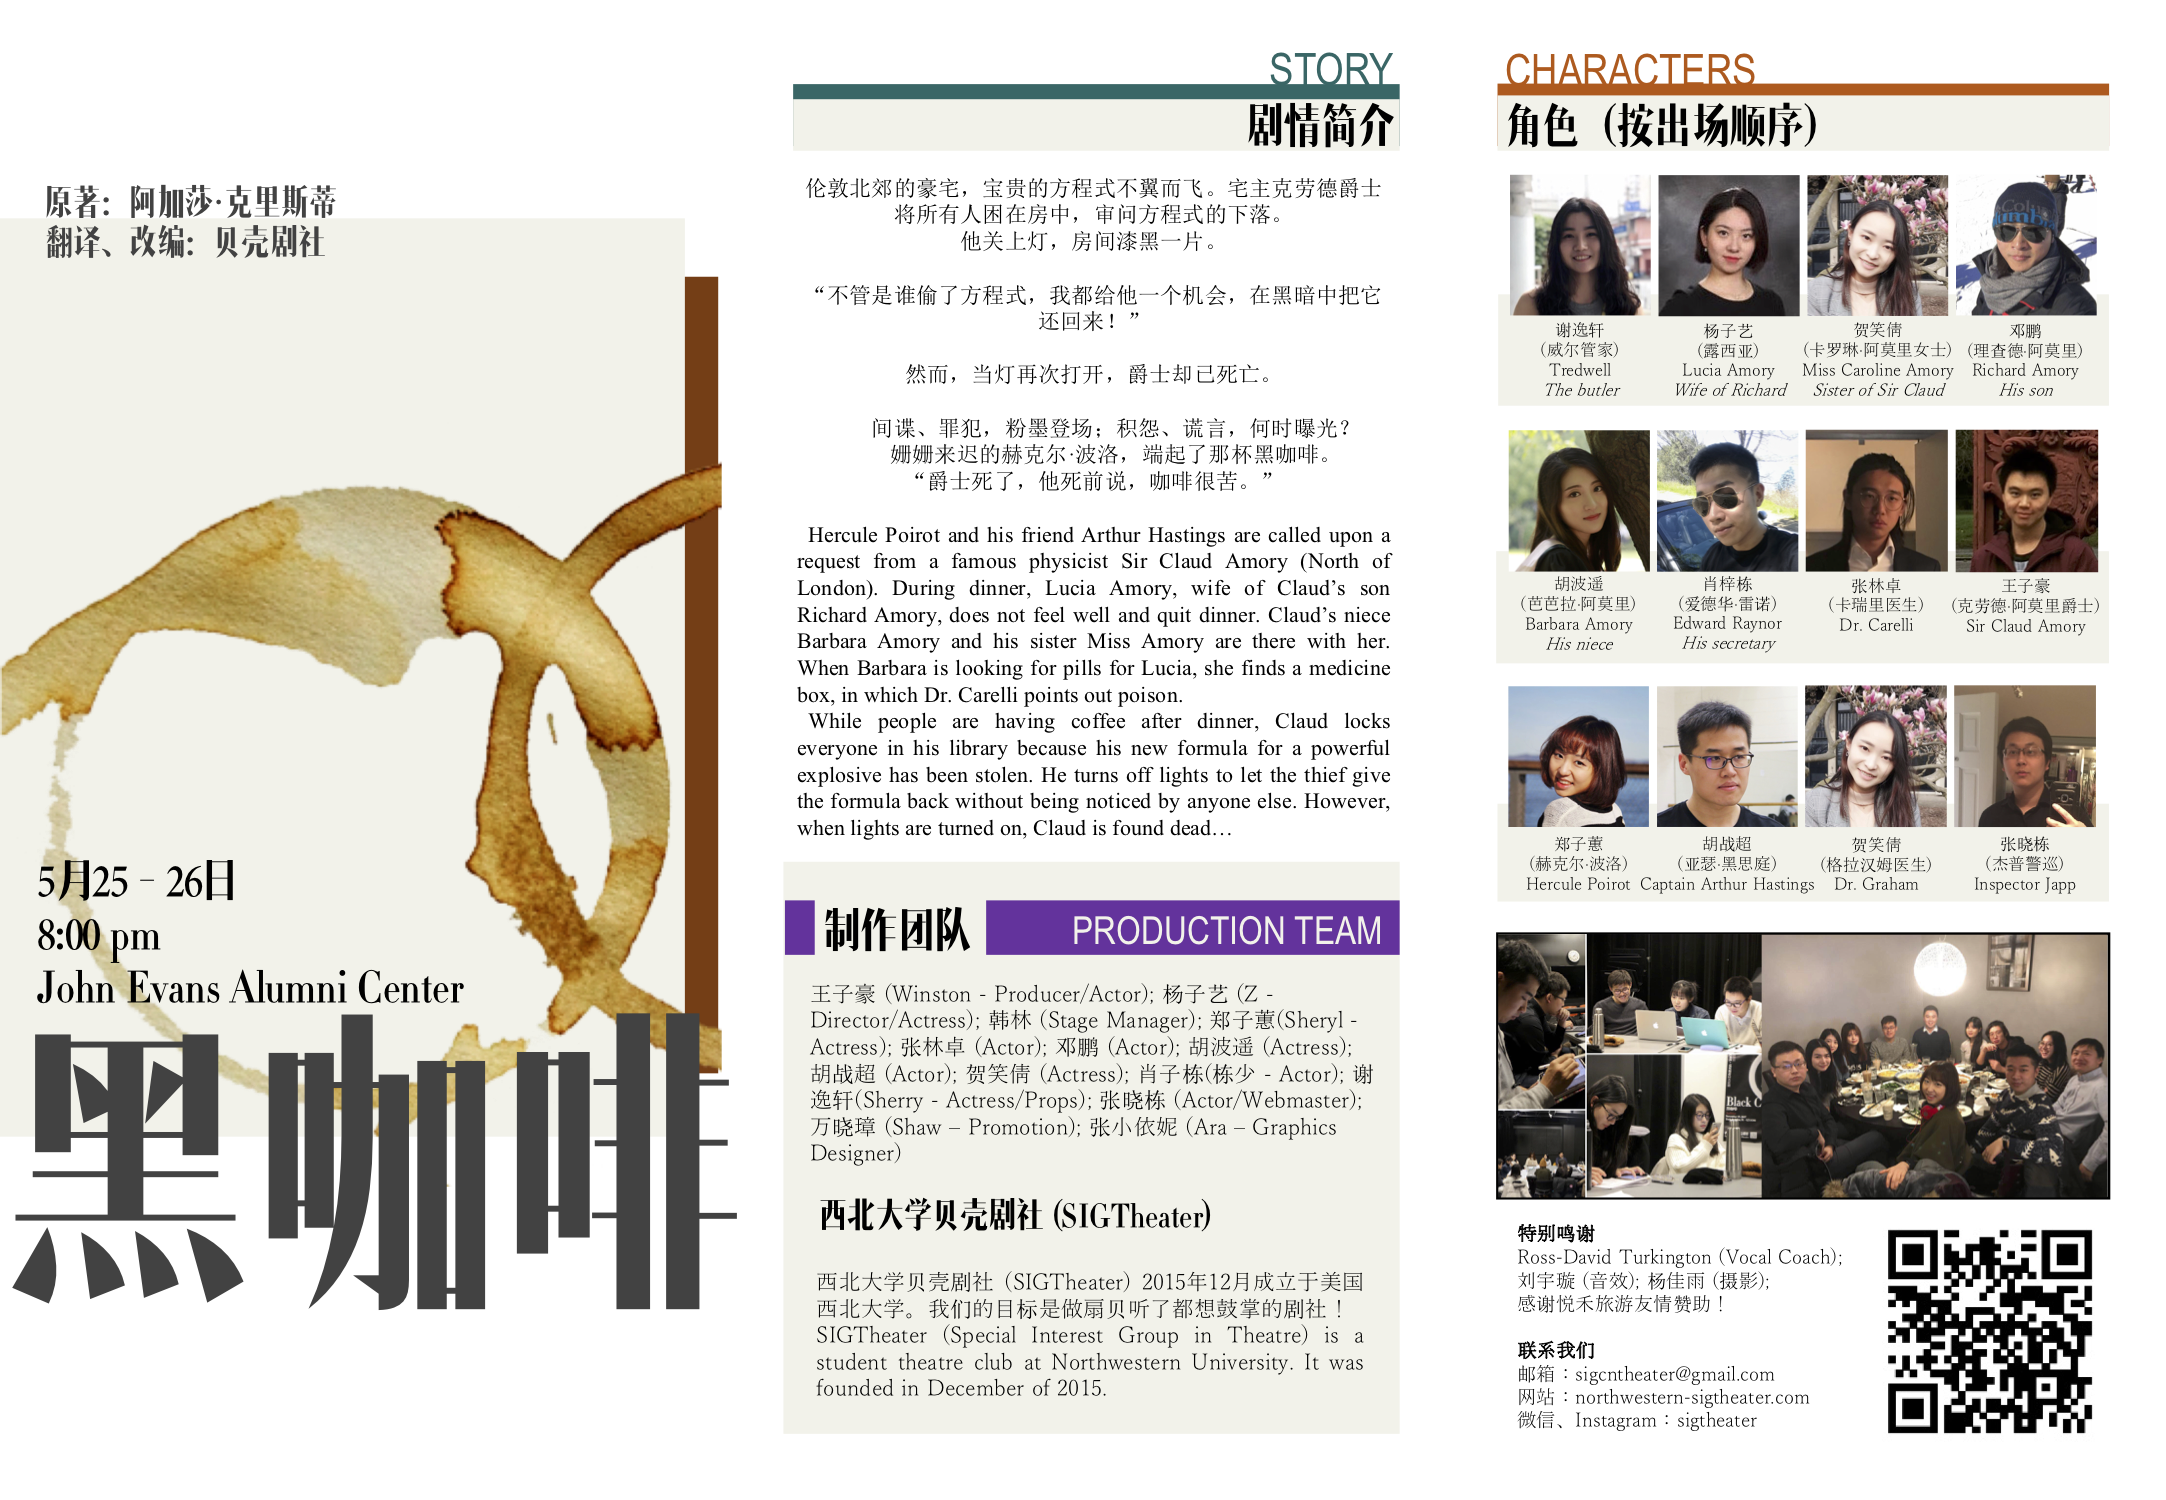 原著：阿加莎·克里斯蒂
翻译、改编：贝壳剧社
5月25 - 26日
8:00 pm
John Evans Alumni Center
黑咖啡
STORY
剧情简介
伦敦北郊的豪宅，宝贵的方程式不翼而飞。宅主克劳德爵士
将所有人困在房中，审问方程式的下落。
他关上灯，房间漆黑一片。
“不管是谁偷了方程式，我都给他一个机会，在黑暗中把它
还回来！”
然而，当灯再次打开，爵士却已死亡。
间谍、罪犯，粉墨登场；积怨、谎言，何时曝光？
姗姗来迟的赫克尔·波洛，端起了那杯黑咖啡。
“爵士死了，他死前说，咖啡很苦。”
Hercule Poirot and his friend Arthur Hastings are called upon a
request from a famous physicist Sir Claud Amory (North of
London). During dinner, Lucia Amory, wife of Claud’s son
Richard Amory, does not feel well and quit dinner. Claud’s niece
Barbara Amory and his sister Miss Amory are there with her.
When Barbara is looking for pills for Lucia, she finds a medicine
box, in which Dr. Carelli points out poison.
While people are having coffee after dinner, Claud locks
everyone in his library because his new formula for a powerful
explosive has been stolen. He turns off lights to let the thief give
the formula back without being noticed by anyone else. However,
when lights are turned on, Claud is found dead…
制作团队
PRODUCTION TEAM
王子豪 (Winston - Producer/Actor); 杨子艺 (Z -
Director/Actress); 韩林 (Stage Manager); 郑子蕙(Sheryl -
Actress); 张林卓 (Actor); 邓鹏 (Actor); 胡波遥 (Actress);
胡战超 (Actor); 贺笑倩 (Actress); 肖子栋(栋少 - Actor); 谢
逸轩(Sherry - Actress/Props); 张晓栋 (Actor/Webmaster);
万晓璋 (Shaw – Promotion); 张小依妮 (Ara – Graphics
Designer)
西北大学贝壳剧社 (SIGTheater)
西北大学贝壳剧社（SIGTheater）2015年12月成立于美国
西北大学。我们的目标是做扇贝听了都想鼓掌的剧社！
SIGTheater (Special Interest Group in Theatre) is a
student theatre club at Northwestern University. It was
founded in December of 2015.
CHARACTERS
角色（按出场顺序）
谢逸轩
（威尔管家）
Tredwell
The butler
杨子艺
（露西亚）
Lucia Amory
Wife of Richard
贺笑倩
（卡罗琳·阿莫里女士）
Miss Caroline Amory
Sister of Sir Claud
邓鹏
（理查德·阿莫里）
Richard Amory
His son
胡波遥
（芭芭拉·阿莫里）
Barbara Amory
His niece
肖梓栋
（爱德华·雷诺）
Edward Raynor
His secretary
张林卓
（卡瑞里医生）
Dr. Carelli
王子豪
（克劳德·阿莫里爵士）
Sir Claud Amory
郑子蕙
（赫克尔·波洛）
Hercule Poirot
胡战超
（亚瑟·黑思庭）
Captain Arthur Hastings
贺笑倩
（格拉汉姆医生）
Dr. Graham
张晓栋
（杰普警巡）
Inspector Japp
Black C
特别鸣谢
Ross-David Turkington (Vocal Coach);
刘宇璇 (音效); 杨佳雨 (摄影);
感谢悦禾旅游友情赞助！
联系我们
邮箱：sigcntheater@gmail.com
网站：northwestern-sigtheater.com
微信、Instagram：sigtheater